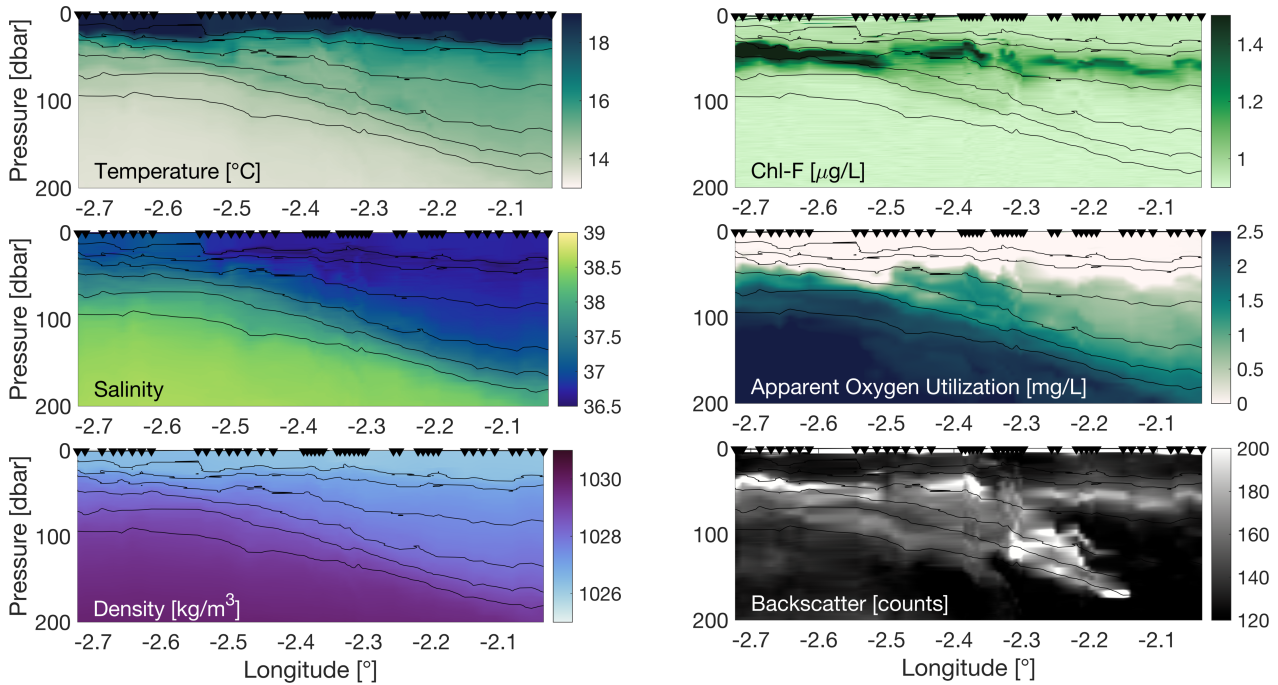 0
100
200
Pressure [dbar]
Temperature [°C]
-2.7 -2.6 -2.5 -2.4 -2.3 -2.2 -2.1
18
16
14
0
100
200
Chl-F [μg/L]
-2.7 -2.6 -2.5 -2.4 -2.3 -2.2 -2.1
1.4
1.2
1
0
100
200
Pressure [dbar]
Salinity
-2.7 -2.6 -2.5 -2.4 -2.3 -2.2 -2.1
39
38.5
38
37.5
37
36.5
0
100
200
Apparent Oxygen Utilization [mg/L]
-2.7 -2.6 -2.5 -2.4 -2.3 -2.2 -2.1
2.5
2
1.5
1
0.5
0
0
100
200
Pressure [dbar]
Density [kg/m³]
-2.7 -2.6 -2.5 -2.4 -2.3 -2.2 -2.1
Longitude [°]
1030
1028
1026
0
100
200
Backscatter [counts]
-2.7 -2.6 -2.5 -2.4 -2.3 -2.2 -2.1
Longitude [°]
200
180
160
140
120